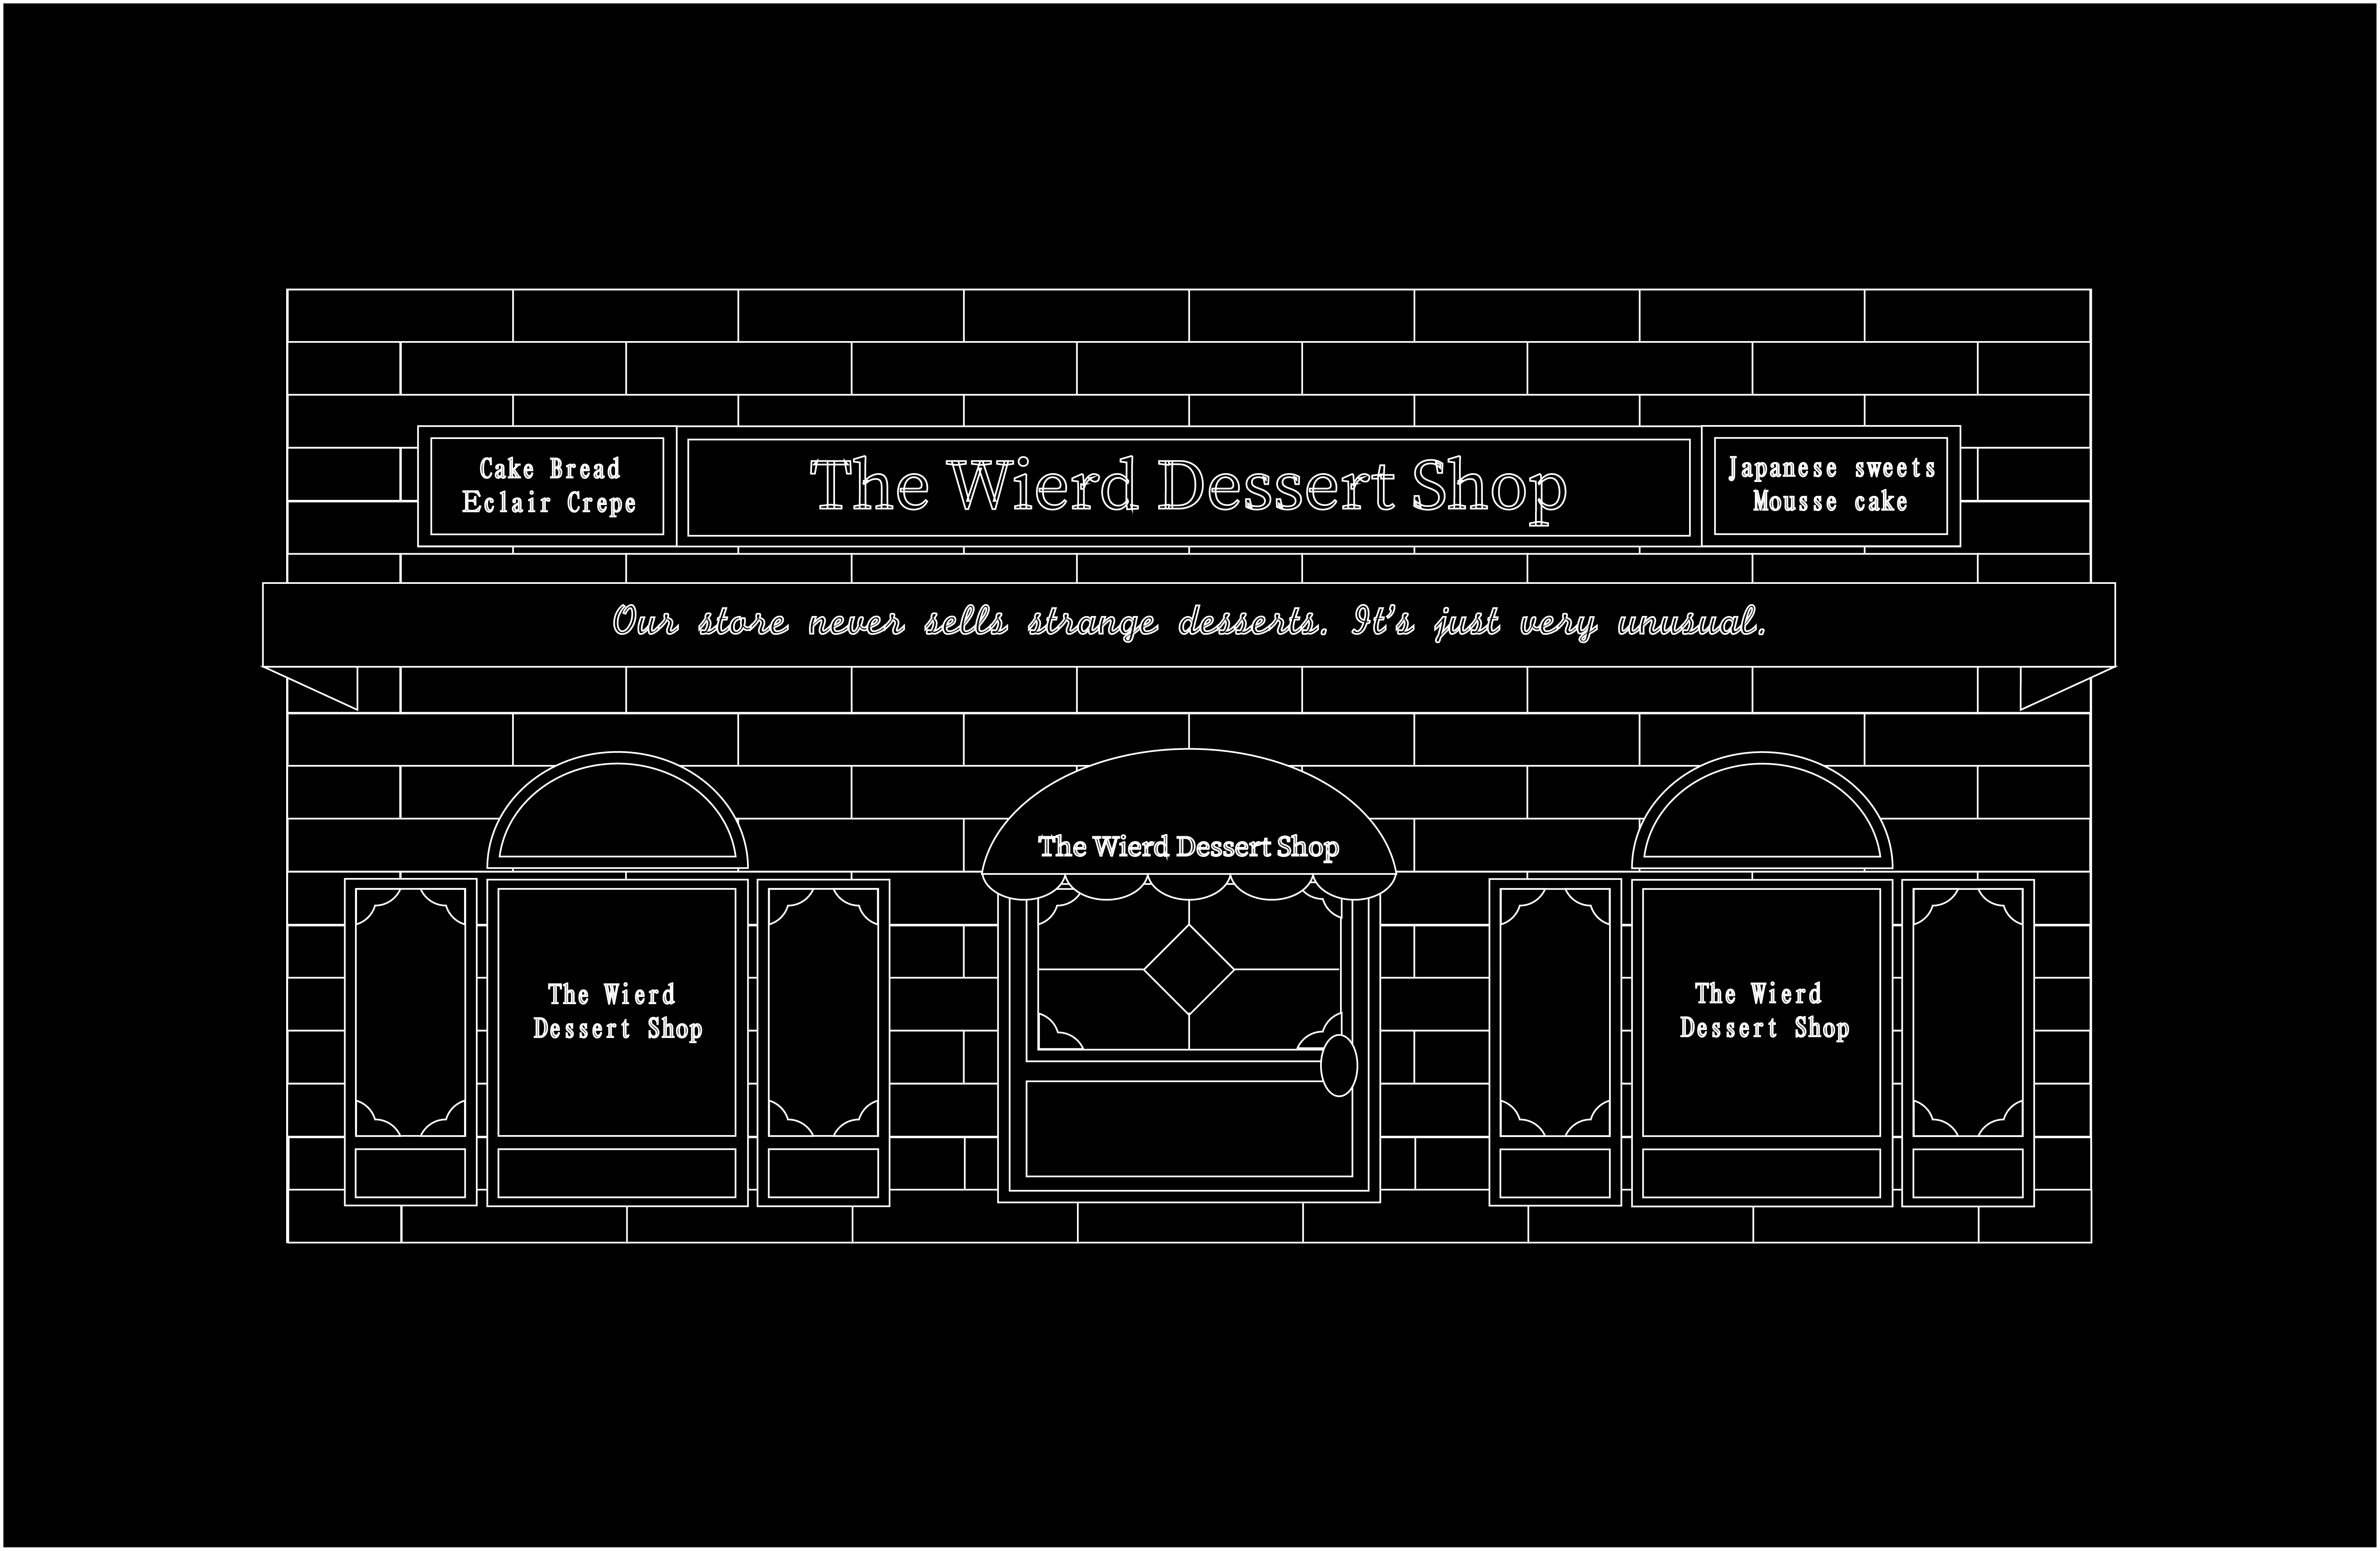 Cake Bread
Eclair Crepe
The Wierd Dessert Shop
Japanese sweets
Mousse cake
Our store never sells strange desserts. It's just very unusual.
The Wierd Dessert Shop
The Wierd
Dessert Shop
The Wierd
Dessert Shop